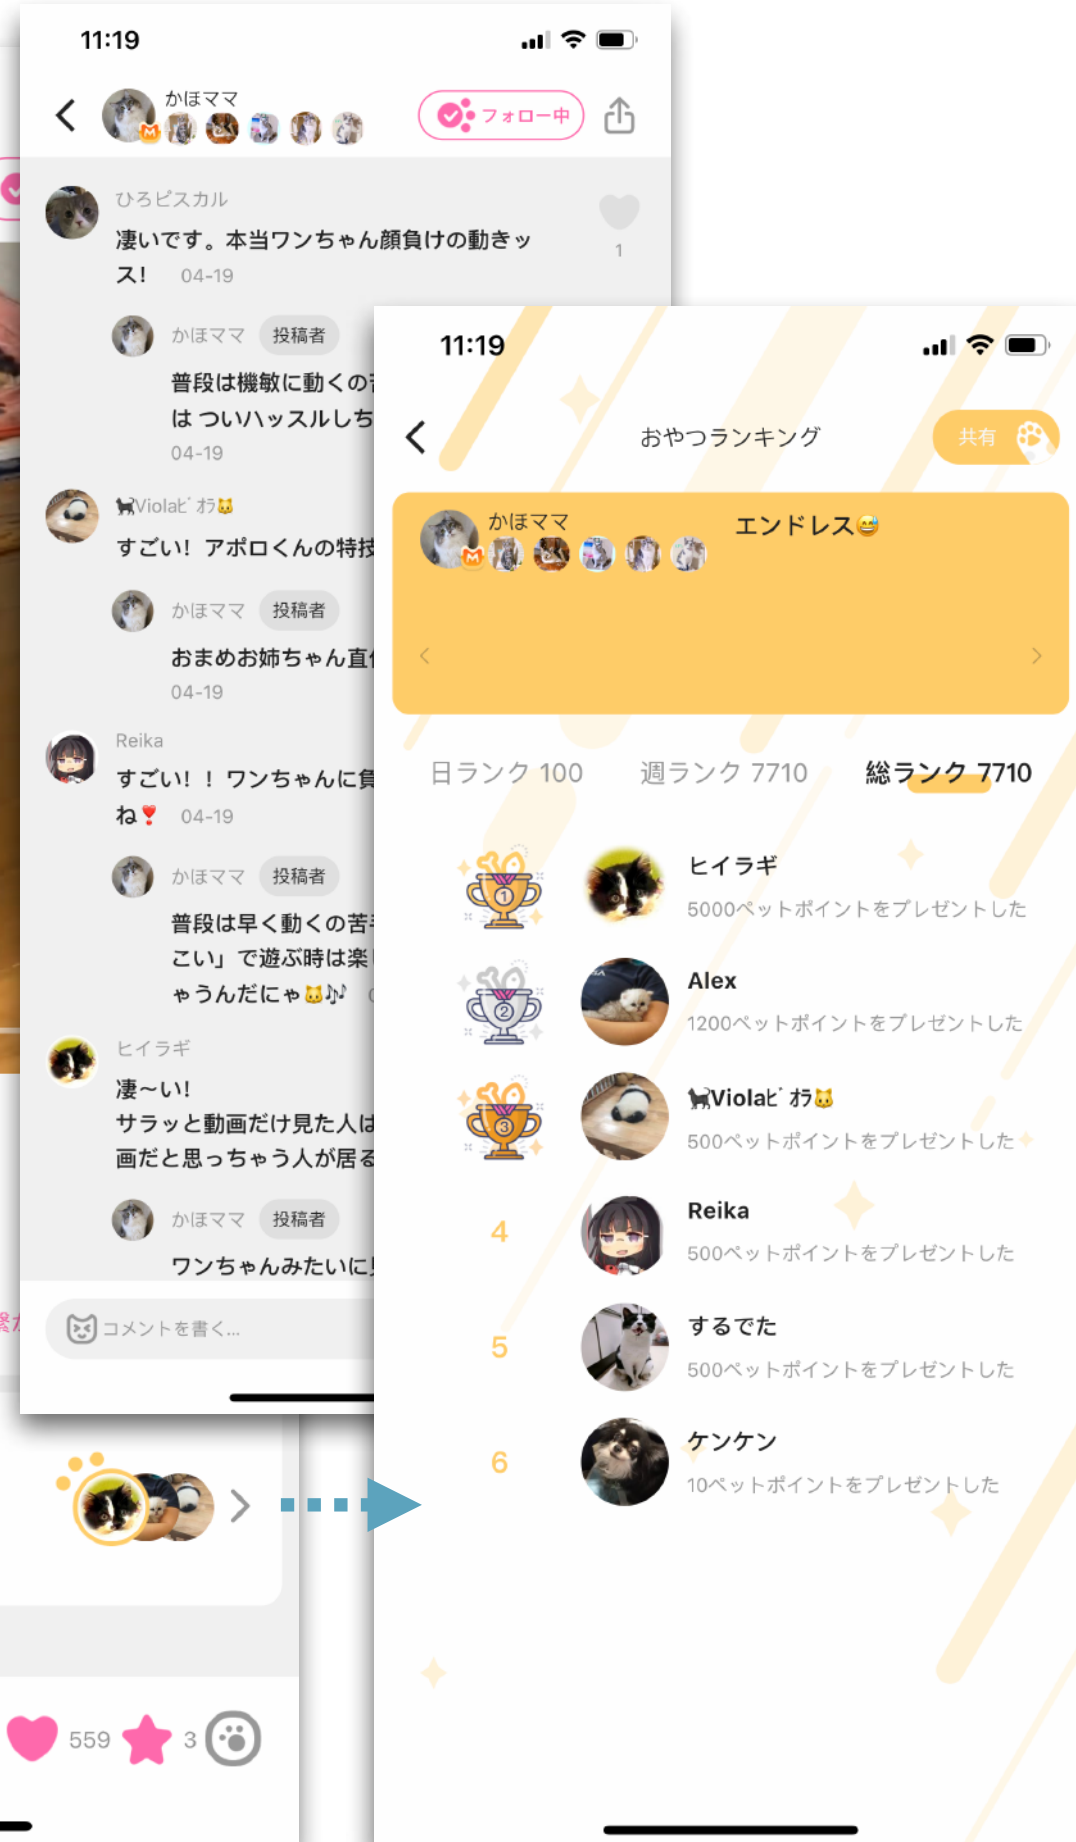 11:19
かほママ
フォロー中
ひろピスカル
凄いです。本当ワンちゃん顔負けの動きッ
ス！ 04-19
1
かほママ 投稿者
普段は機敏に動くの
は ついハッスルしち
04-19
🐈‍⬛Violaﾋﾞｵﾗ🐱
すごい！アポロくんの特技
かほママ 投稿者
おまめお姉ちゃん直
04-19
Reika
すごい！！ワンちゃんに負
ね❣️ 04-19
かほママ 投稿者
普段は早く動くの苦
こい」で遊ぶ時は楽
ゃうんだにゃ🐱🎶
ヒイラギ
凄〜い！
サラッと動画だけ見た人は
画だと思っちゃう人が居る
かほママ 投稿者
ワンちゃんみたいに
コメントを書く...
559
3
11:19
おやつランキング
共有
かほママ
エンドレス😅
日ランク 100 週ランク 7710 総ランク 7710
1
ヒイラギ
5000ペットポイントをプレゼントした
2
Alex
1200ペットポイントをプレゼントした
3
🐈‍⬛Violaﾋﾞｵﾗ🐱
500ペットポイントをプレゼントした
4
Reika
500ペットポイントをプレゼントした
5
するでた
500ペットポイントをプレゼントした
6
ケンケン
10ペットポイントをプレゼントした